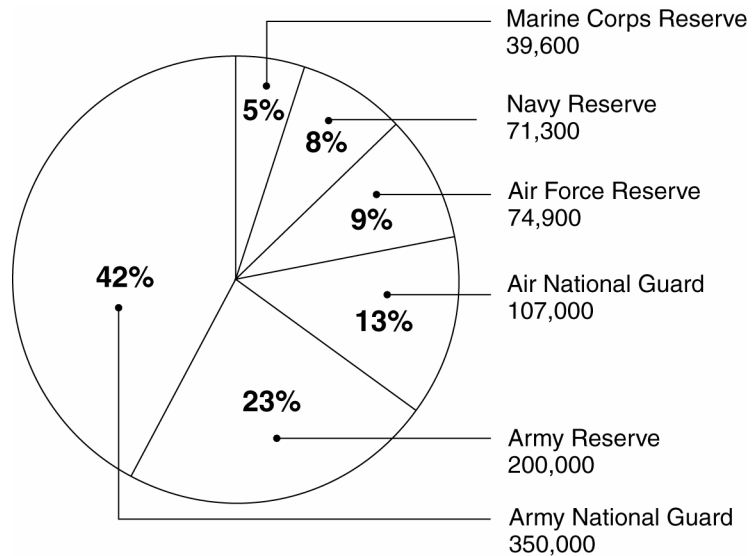 Marine Corps Reserve
39,600
5%
Navy Reserve
71,300
8%
Air Force Reserve
74,900
9%
Air National Guard
107,000
13%
42%
23%
Army Reserve
200,000
Army National Guard
350,000